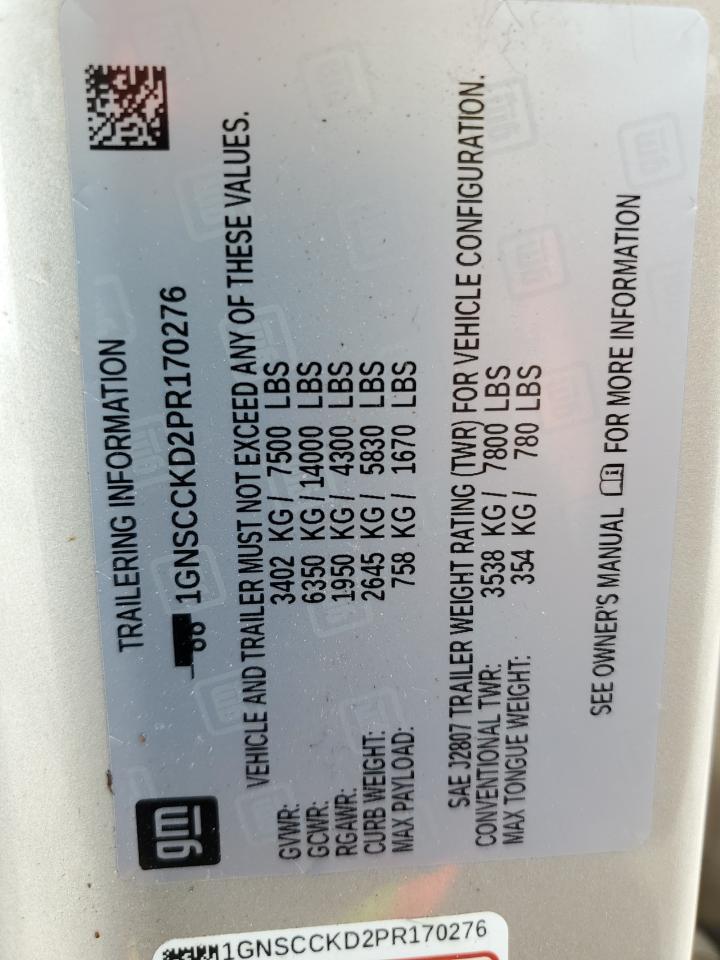 gm
TRAILERING INFORMATION
1GNSCCKD2PR170276
VEHICLE AND TRAILER MUST NOT EXCEED ANY OF THESE VALUES.
GVWR: 3402 KG / 7500 LBS
GCWR: 6350 KG / 14000 LBS
RGAWR: 1950 KG / 4300 LBS
CURB WEIGHT: 2645 KG / 5830 LBS
MAX PAYLOAD: 758 KG / 1670 LBS
SAE J2807 TRAILER WEIGHT RATING (TWR) FOR VEHICLE CONFIGURATION.
CONVENTIONAL TWR: 3538 KG / 7800 LBS
MAX TONGUE WEIGHT: 354 KG / 780 LBS
SEE OWNER'S MANUAL FOR MORE INFORMATION
1GNSCCKD2PR170276